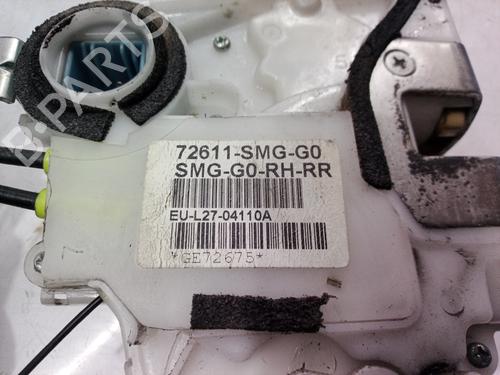 72611-SMG-G0
SMG-G0-RH-RR
EU-L27-04110A
*GE72675*
B-PARTS